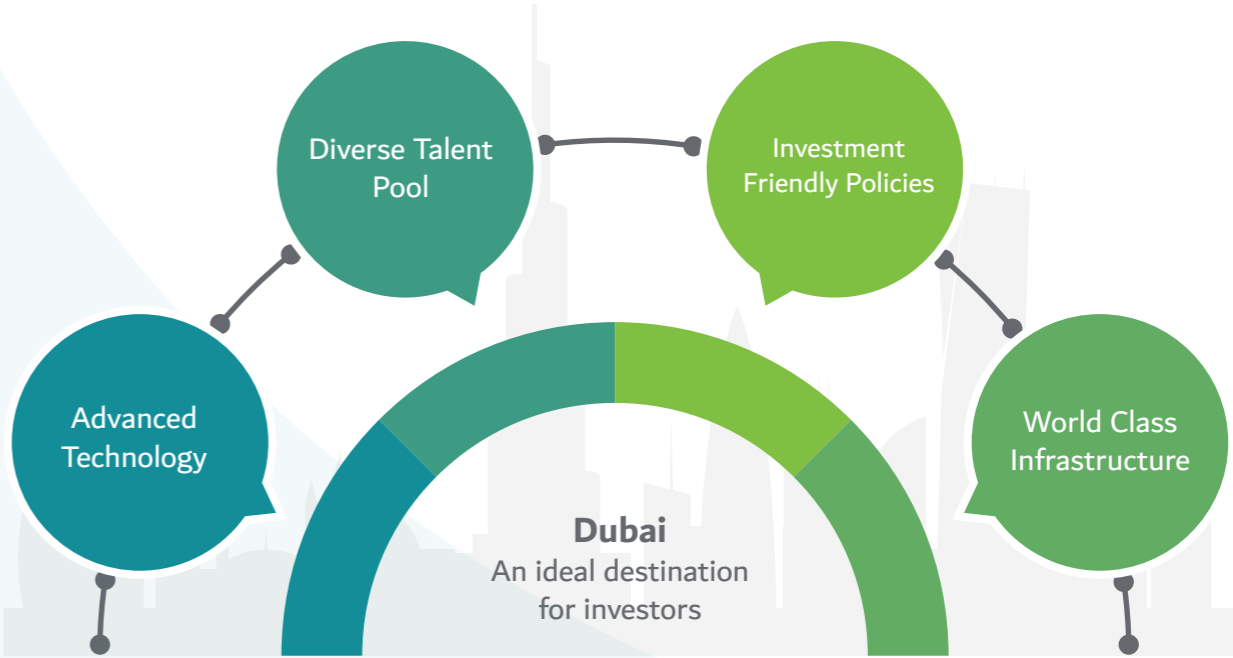 Diverse Talent
Pool
Investment
Friendly Policies
Advanced
Technology
World Class
Infrastructure
Dubai
An ideal destination
for investors